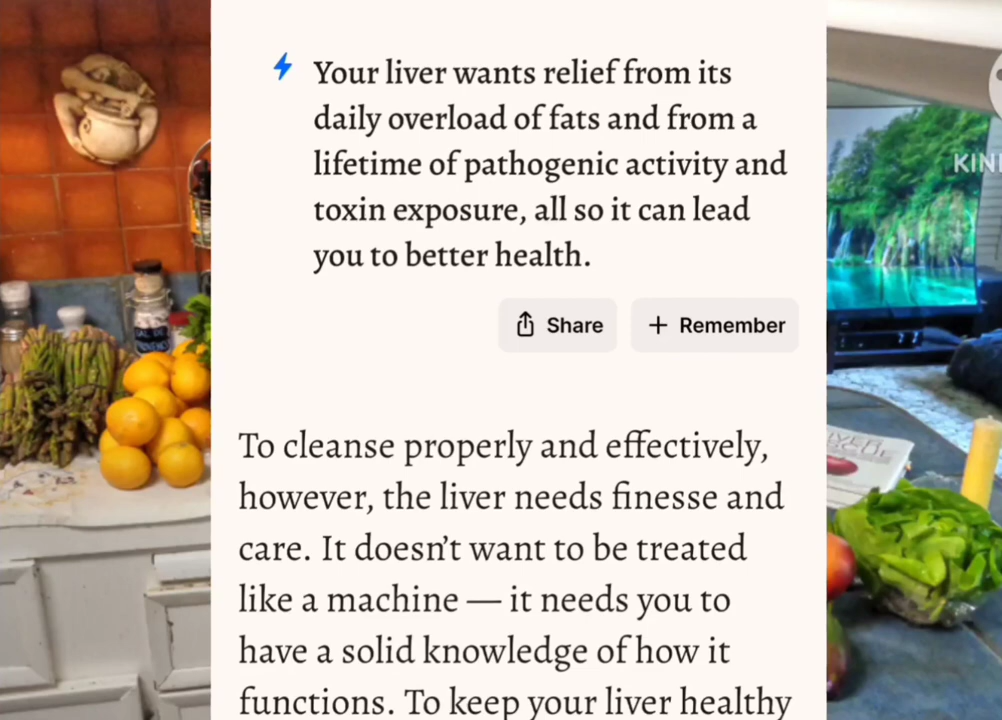 Your liver wants relief from its
daily overload of fats and from a
lifetime of pathogenic activity and
toxin exposure, all so it can lead
you to better health.
Share
Remember
To cleanse properly and effectively,
however, the liver needs finesse and
care. It doesn’t want to be treated
like a machine — it needs you to
have a solid knowledge of how it
functions. To keep your liver healthy